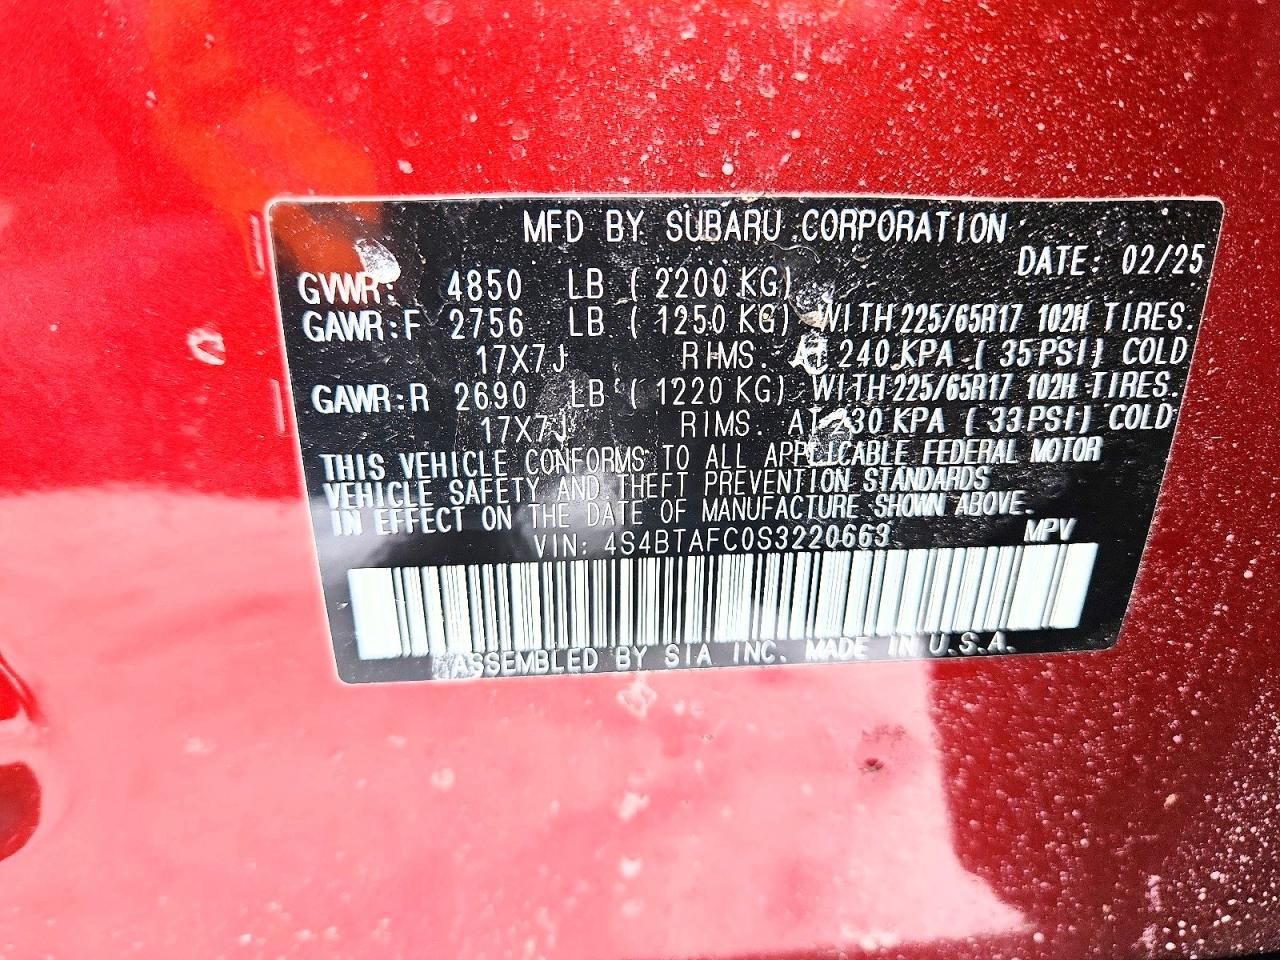 MFD BY SUBARU CORPORATION
DATE: 02/25
GVWR: 4850 LB ( 2200 KG)
GAWR:F 2756 LB ( 1250 KG) WITH 225/65R17 102H TIRES.
17X7J RIMS. AT 240 KPA ( 35 PSI) COLD
GAWR:R 2690 LB ( 1220 KG) WITH 225/65R17 102H TIRES.
17X7J RIMS. AT 230 KPA ( 33 PSI) COLD
THIS VEHICLE CONFORMS TO ALL APPLICABLE FEDERAL MOTOR
VEHICLE SAFETY AND THEFT PREVENTION STANDARDS
IN EFFECT ON THE DATE OF MANUFACTURE SHOWN ABOVE.
VIN: 4S4BTAFC0S3220663 MPV
ASSEMBLED BY SIA INC. MADE IN U.S.A.